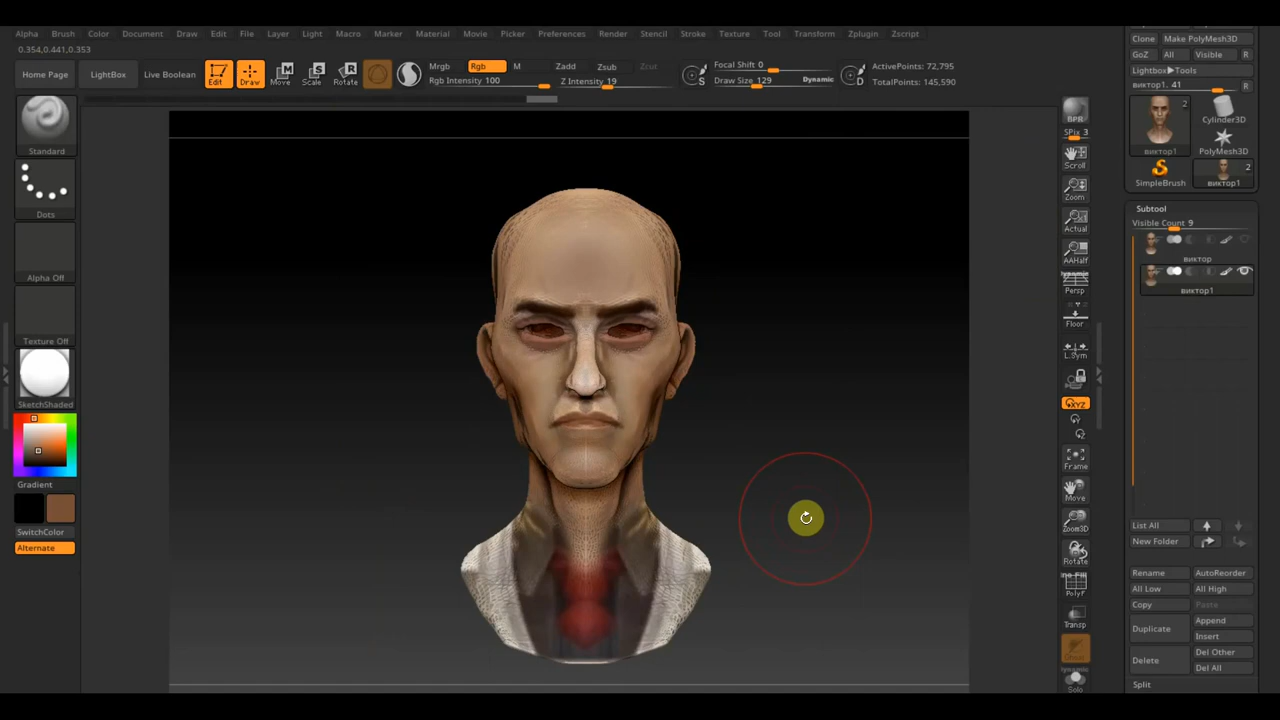 Alpha Brush Color Document Draw Edit File Layer Light Macro Marker Material Movie Picker Preferences Render Stencil Stroke Texture Tool Transform Zplugin Zscript
0.354,0.441,0.353
Home Page
LightBox
Live Boolean
Edit
Draw
Move
Scale
Rotate
Mrgb
Rgb
M
Rgb Intensity 100
Zadd
Zsub
Zcut
Z Intensity 19
S
Focal Shift 0
Draw Size 129
Dynamic
D
ActivePoints: 72,795
TotalPoints: 145,590
Standard
Dots
Alpha Off
Texture Off
SketchShaded
Gradient
SwitchColor
Alternate
BPR
SPix 3
Scroll
Zoom
Actual
AAHalf
Dynamic
Persp
Floor
L.Sym
XYZ
Y
Z
Frame
Move
Zoom3D
Rotate
PolyF
Transp
Dynamic
Solo
Clone
Make PolyMesh3D
GoZ
All
Visible
R
Lightbox▶Tools
виктор1. 41
R
2
виктор1
Cylinder3D
PolyMesh3D
SimpleBrush
2
виктор1
Subtool
Visible Count 9
виктор
виктор1
List All
New Folder
Rename
AutoReorder
All Low
All High
Copy
Paste
Duplicate
Append
Insert
Delete
Del Other
Del All
Split